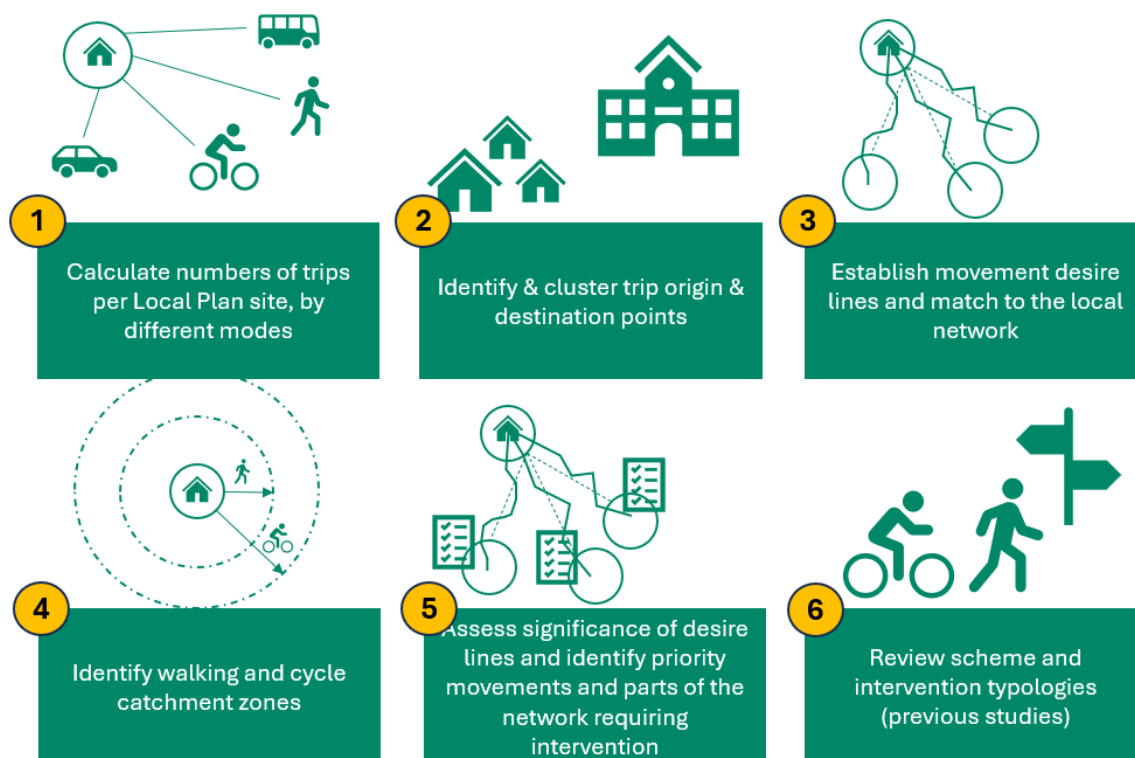 1
Calculate numbers of trips
per Local Plan site, by
different modes
2
Identify & cluster trip origin &
destination points
3
Establish movement desire
lines and match to the local
network
4
Identify walking and cycle
catchment zones
5
Assess significance of desire
lines and identify priority
movements and parts of the
network requiring
intervention
6
Review scheme and
intervention typologies
(previous studies)